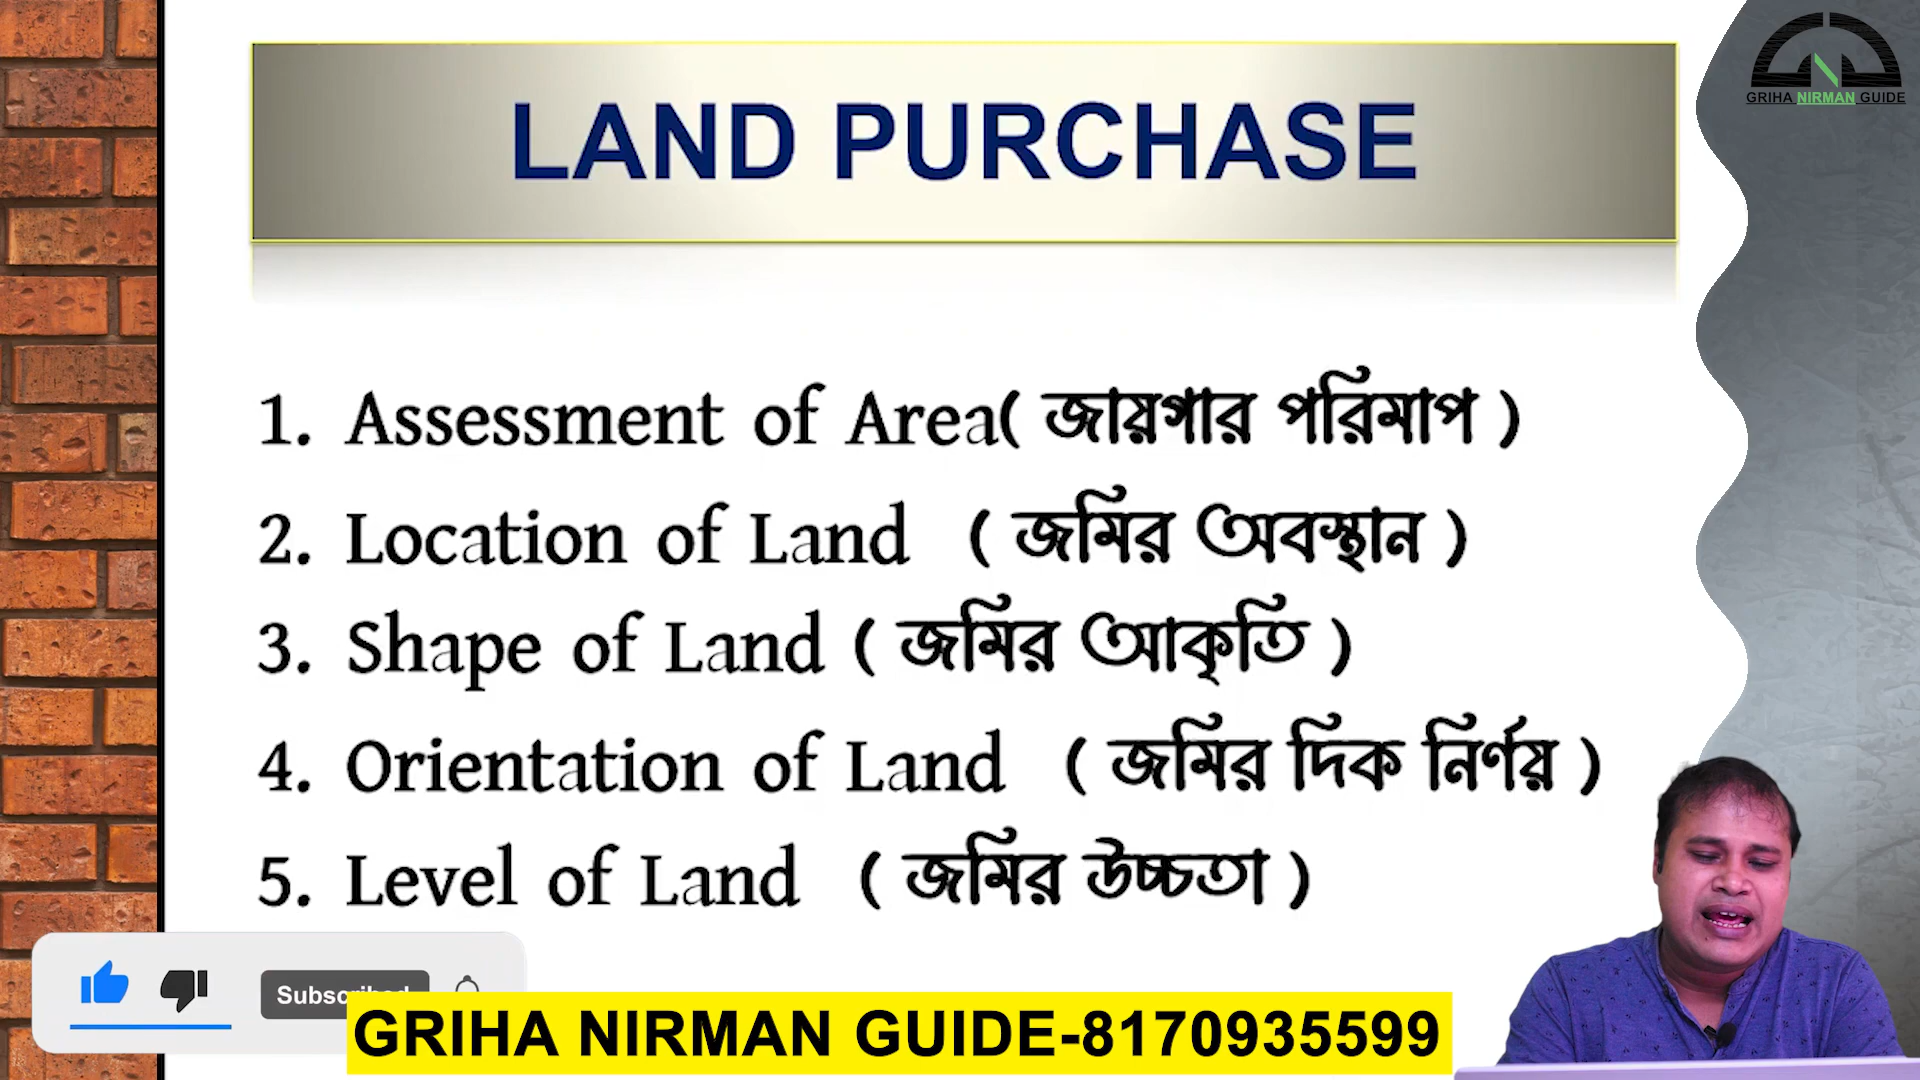 GRIHA NIRMAN GUIDE
LAND PURCHASE
1. Assessment of Area( জায়গার পরিমাপ )
2. Location of Land ( জমির অবস্থান )
3. Shape of Land ( জমির আকৃতি )
4. Orientation of Land ( জমির দিক নির্ণয় )
5. Level of Land ( জমির উচ্চতা )
Subscribed
GRIHA NIRMAN GUIDE-8170935599